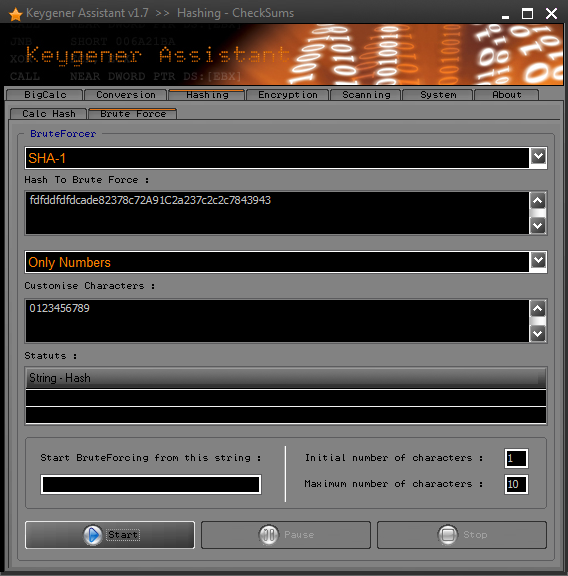 Keygener Assistant v1.7 >> Hashing - CheckSums
JNB SHORT 006A21BA
Keygener Assistant
CALL NEAR DWORD PTR DS:[EBX]
BigCalc Conversion Hashing Encryption Scanning System About
Calc Hash Brute Force
BruteForcer
SHA-1
Hash To Brute Force :
fdfddfdfdcade82378c72A91C2a237c2c2c7843943
Only Numbers
Customise Characters :
0123456789
Statuts :
String - Hash
Start BruteForcing from this string :
Initial number of characters : 1
Maximum number of characters : 10
Start Pause Stop